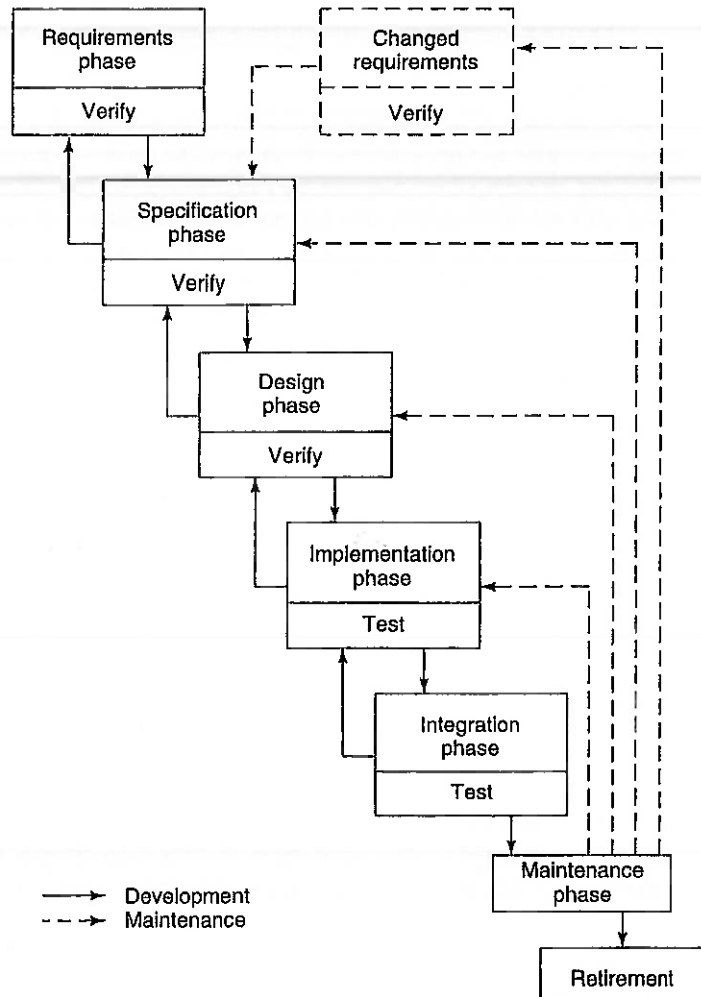 Requirements
phase
Verify
Changed
requirements
Verify
Specification
phase
Verify
Design
phase
Verify
Implementation
phase
Test
Integration
phase
Test
Maintenance
phase
Development
Maintenance
Retirement